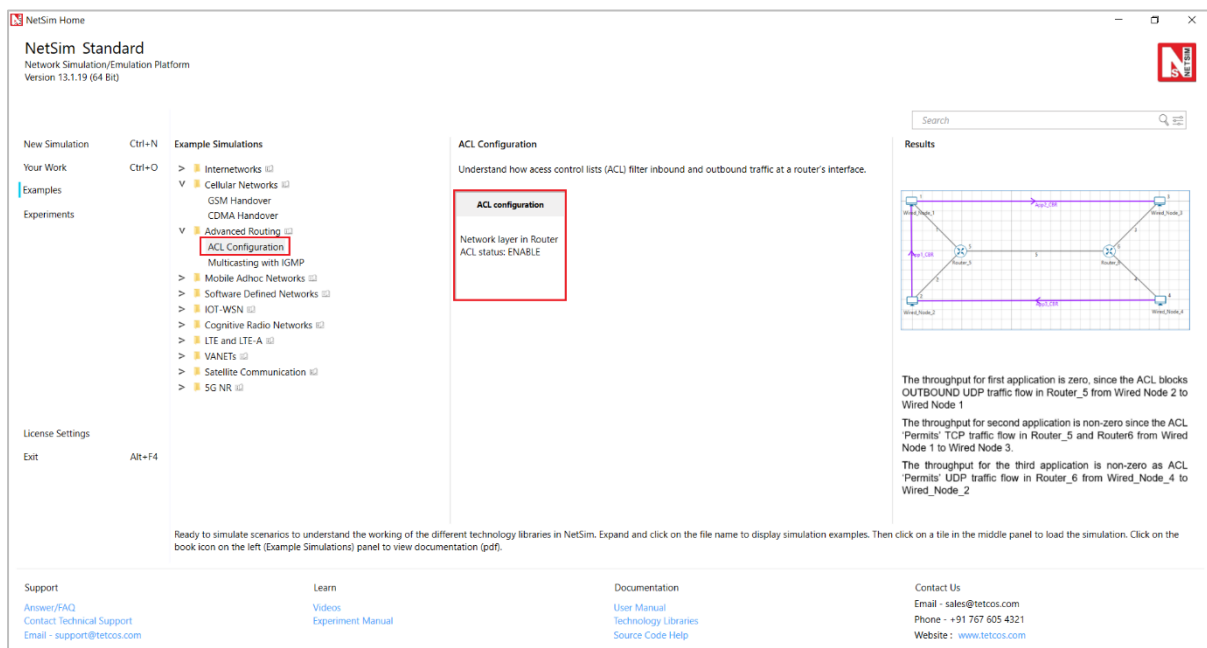 NetSim Home
NetSim Standard
Network Simulation/Emulation Platform
Version 13.1.19 (64 Bit)
NETSIM
Search
New Simulation Ctrl+N
Your Work Ctrl+O
Examples
Experiments
License Settings
Exit Alt+F4
Example Simulations
> Internetworks
V Cellular Networks
GSM Handover
CDMA Handover
V Advanced Routing
ACL Configuration
Multicasting with IGMP
> Mobile Adhoc Networks
> Software Defined Networks
> IOT-WSN
> Cognitive Radio Networks
> LTE and LTE-A
> VANETs
> Satellite Communication
> 5G NR
ACL Configuration
Understand how acess control lists (ACL) filter inbound and outbound traffic at a router's interface.
ACL configuration
Network layer in Router
ACL status: ENABLE
Results
1
App2_CBR
3
Wired_Node_1
Wired_Node_3
App1_CBR
Router_5
3
Router_6
2
App3_CBR
4
Wired_Node_2
Wired_Node_4
The throughput for first application is zero, since the ACL blocks
OUTBOUND UDP traffic flow in Router_5 from Wired Node 2 to
Wired Node 1
The throughput for second application is non-zero since the ACL
'Permits' TCP traffic flow in Router_5 and Router6 from Wired
Node 1 to Wired Node 3.
The throughput for the third application is non-zero as ACL
'Permits' UDP traffic flow in Router_6 from Wired_Node_4 to
Wired_Node_2
Ready to simulate scenarios to understand the working of the different technology libraries in NetSim. Expand and click on the file name to display simulation examples. Then click on a tile in the middle panel to load the simulation. Click on the
book icon on the left (Example Simulations) panel to view documentation (pdf).
Support
Answer/FAQ
Contact Technical Support
Email - support@tetcos.com
Learn
Videos
Experiment Manual
Documentation
User Manual
Technology Libraries
Source Code Help
Contact Us
Email - sales@tetcos.com
Phone - +91 767 605 4321
Website : www.tetcos.com